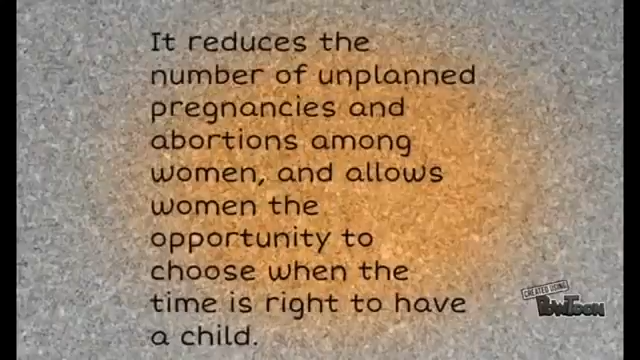 It reduces the
number of unplanned
pregnancies and
abortions among
women, and allows
women the
opportunity to
choose when the
time is right to have
a child.
CREATED USING
POWTOON